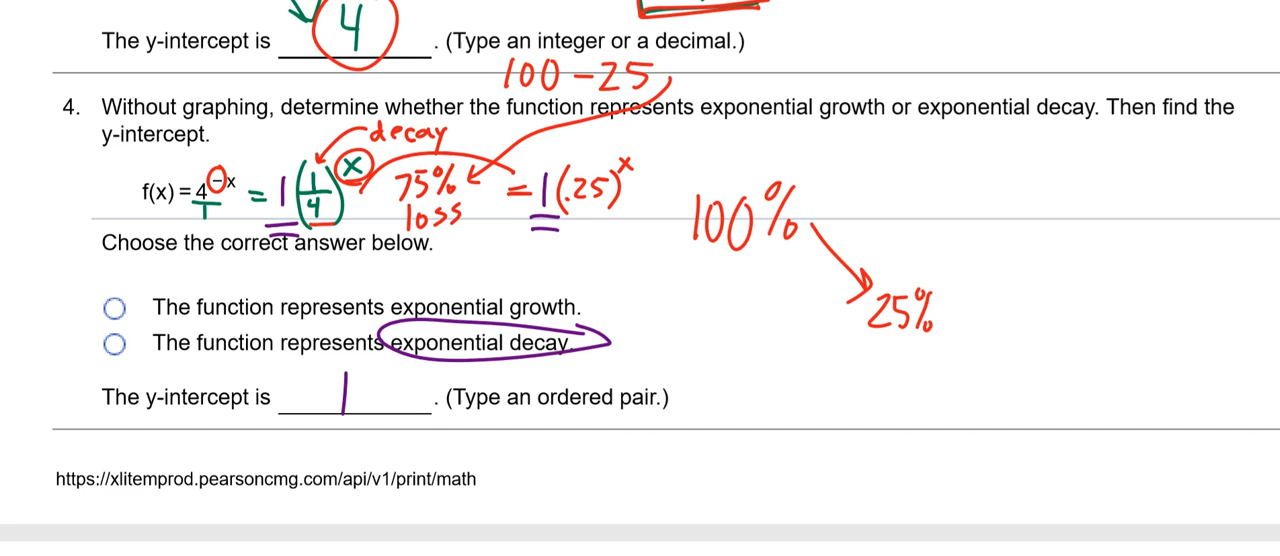 The y-intercept is 4 . (Type an integer or a decimal.)
100 - 25
4. Without graphing, determine whether the function represents exponential growth or exponential decay. Then find the
y-intercept.
decay
f(x) = 4^-x = 1(1/4)^x 75% = 1(.25)^x
1
loss
100%
Choose the correct answer below.
25%
The function represents exponential growth.
The function represents exponential decay.
The y-intercept is 1 . (Type an ordered pair.)
https://xlitemprod.pearsoncmg.com/api/v1/print/math